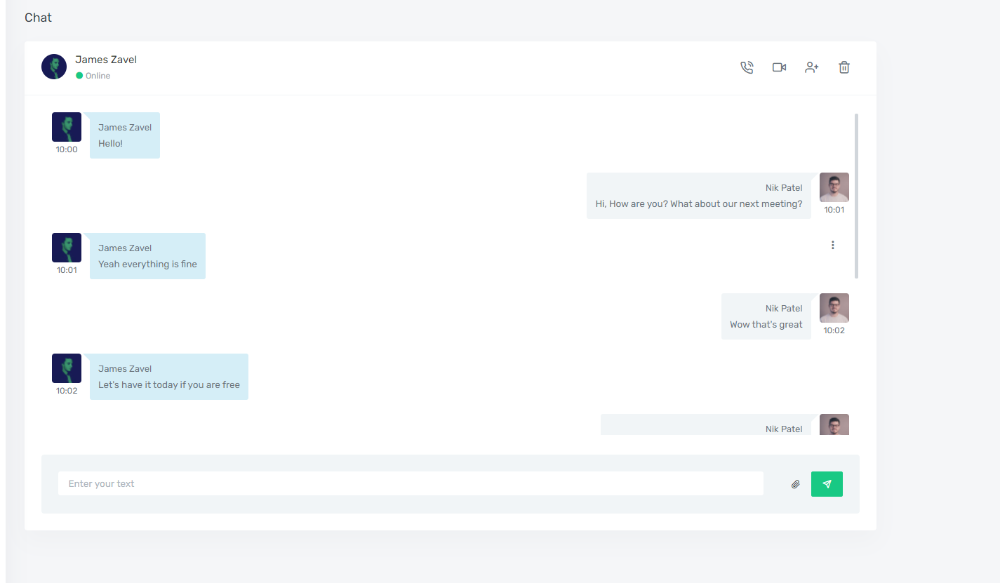 Chat
James Zavel
Online
James Zavel
Hello!
10:00
Nik Patel
Hi, How are you? What about our next meeting?
10:01
James Zavel
Yeah everything is fine
10:01
Nik Patel
Wow that's great
10:02
James Zavel
Let's have it today if you are free
10:02
Nik Patel
Enter your text